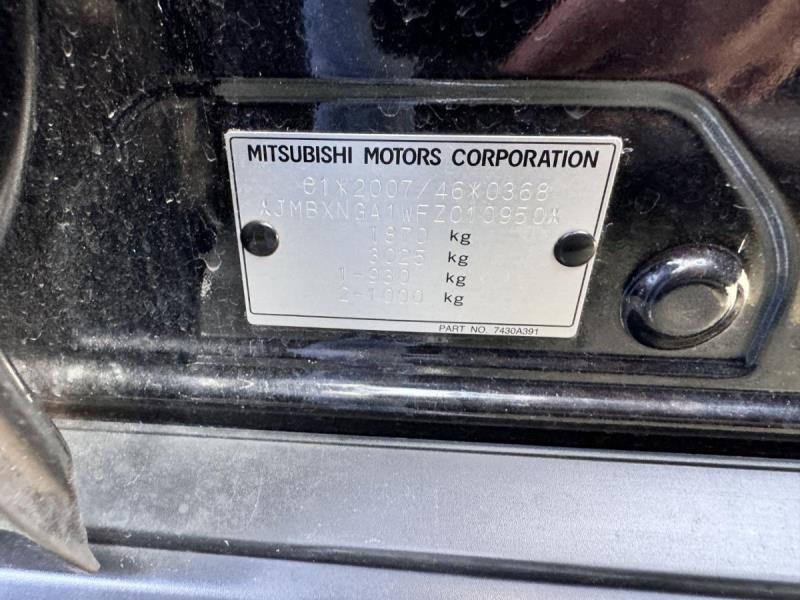 MITSUBISHI MOTORS CORPORATION
e1*2007/46*0368
*JMBXNGA1WFZ010950*
1870 kg
3025 kg
1-930 kg
2-1000 kg
PART NO. 7430A391